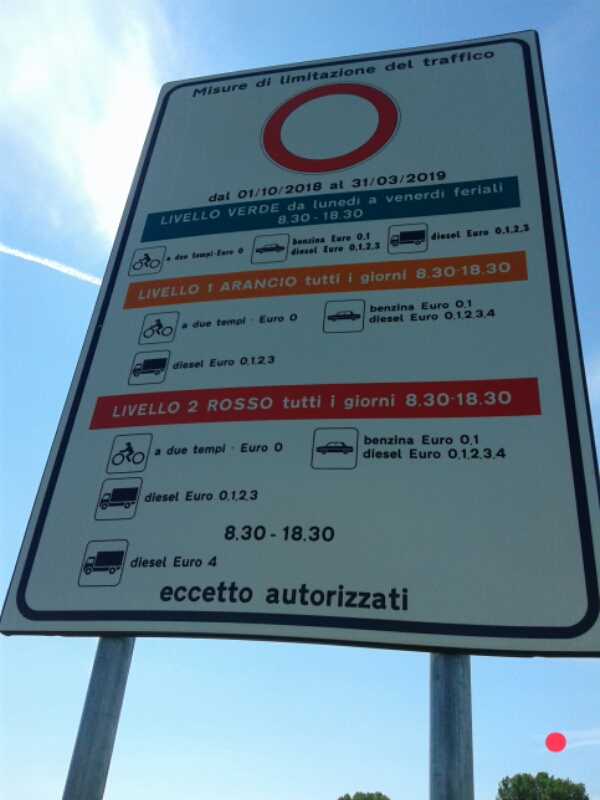 Misure di limitazione del traffico
dal 01/10/2018 al 31/03/2019
LIVELLO VERDE da lunedì a venerdì feriali
8.30-18.30
a due tempi-Euro 0
benzina Euro 0,1
diesel Euro 0,1,2,3
diesel Euro 0,1,2,3
LIVELLO 1 ARANCIO tutti i giorni 8.30-18.30
a due tempi - Euro 0
benzina Euro 0,1
diesel Euro 0,1,2,3,4
diesel Euro 0,1,2,3
LIVELLO 2 ROSSO tutti i giorni 8.30-18.30
a due tempi - Euro 0
benzina Euro 0,1
diesel Euro 0,1,2,3,4
diesel Euro 0,1,2,3
8.30-18.30
diesel Euro 4
eccetto autorizzati